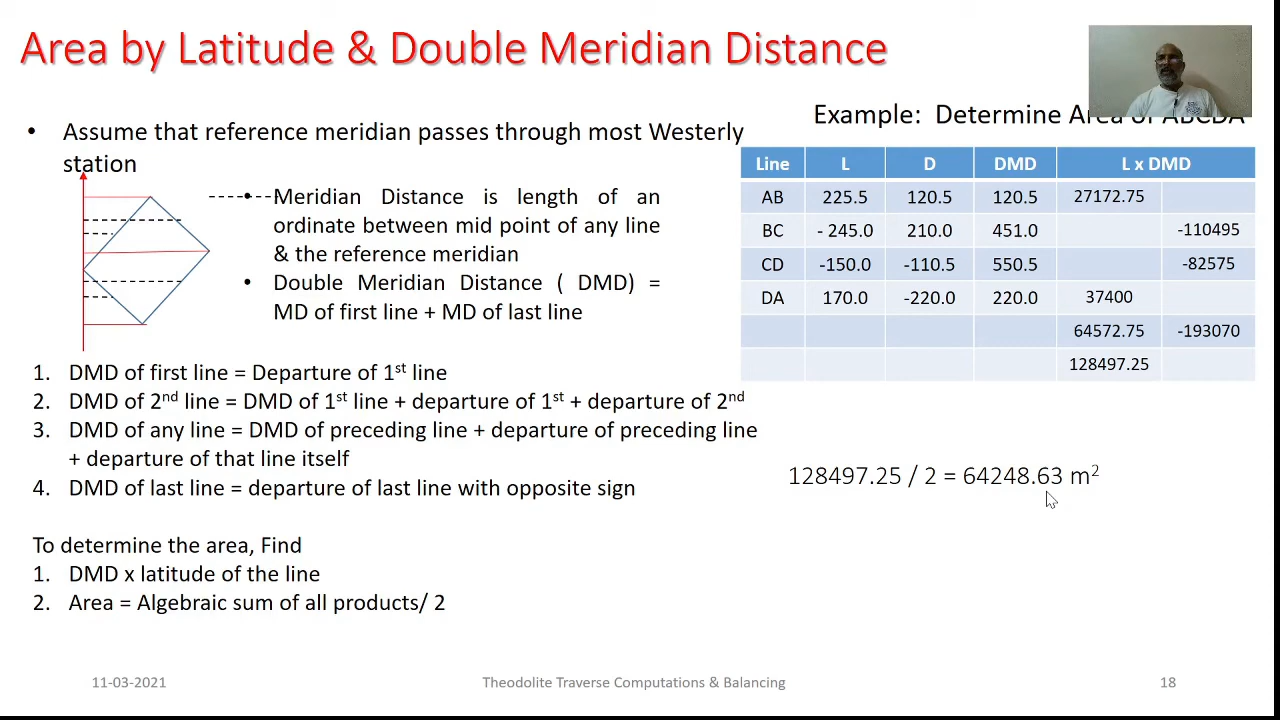 Area by Latitude & Double Meridian Distance
• Assume that reference meridian passes through most Westerly
station
• Meridian Distance is length of an
ordinate between mid point of any line
& the reference meridian
• Double Meridian Distance ( DMD) =
MD of first line + MD of last line
1. DMD of first line = Departure of 1st line
2. DMD of 2nd line = DMD of 1st line + departure of 1st + departure of 2nd
3. DMD of any line = DMD of preceding line + departure of preceding line
+ departure of that line itself
4. DMD of last line = departure of last line with opposite sign
To determine the area, Find
1. DMD x latitude of the line
2. Area = Algebraic sum of all products/ 2
Example: Determine Area of ABCDA
Line L D DMD L x DMD
AB 225.5 120.5 120.5 27172.75
BC - 245.0 210.0 451.0 -110495
CD -150.0 -110.5 550.5 -82575
DA 170.0 -220.0 220.0 37400
64572.75 -193070
128497.25
128497.25 / 2 = 64248.63 m2
11-03-2021
Theodolite Traverse Computations & Balancing
18